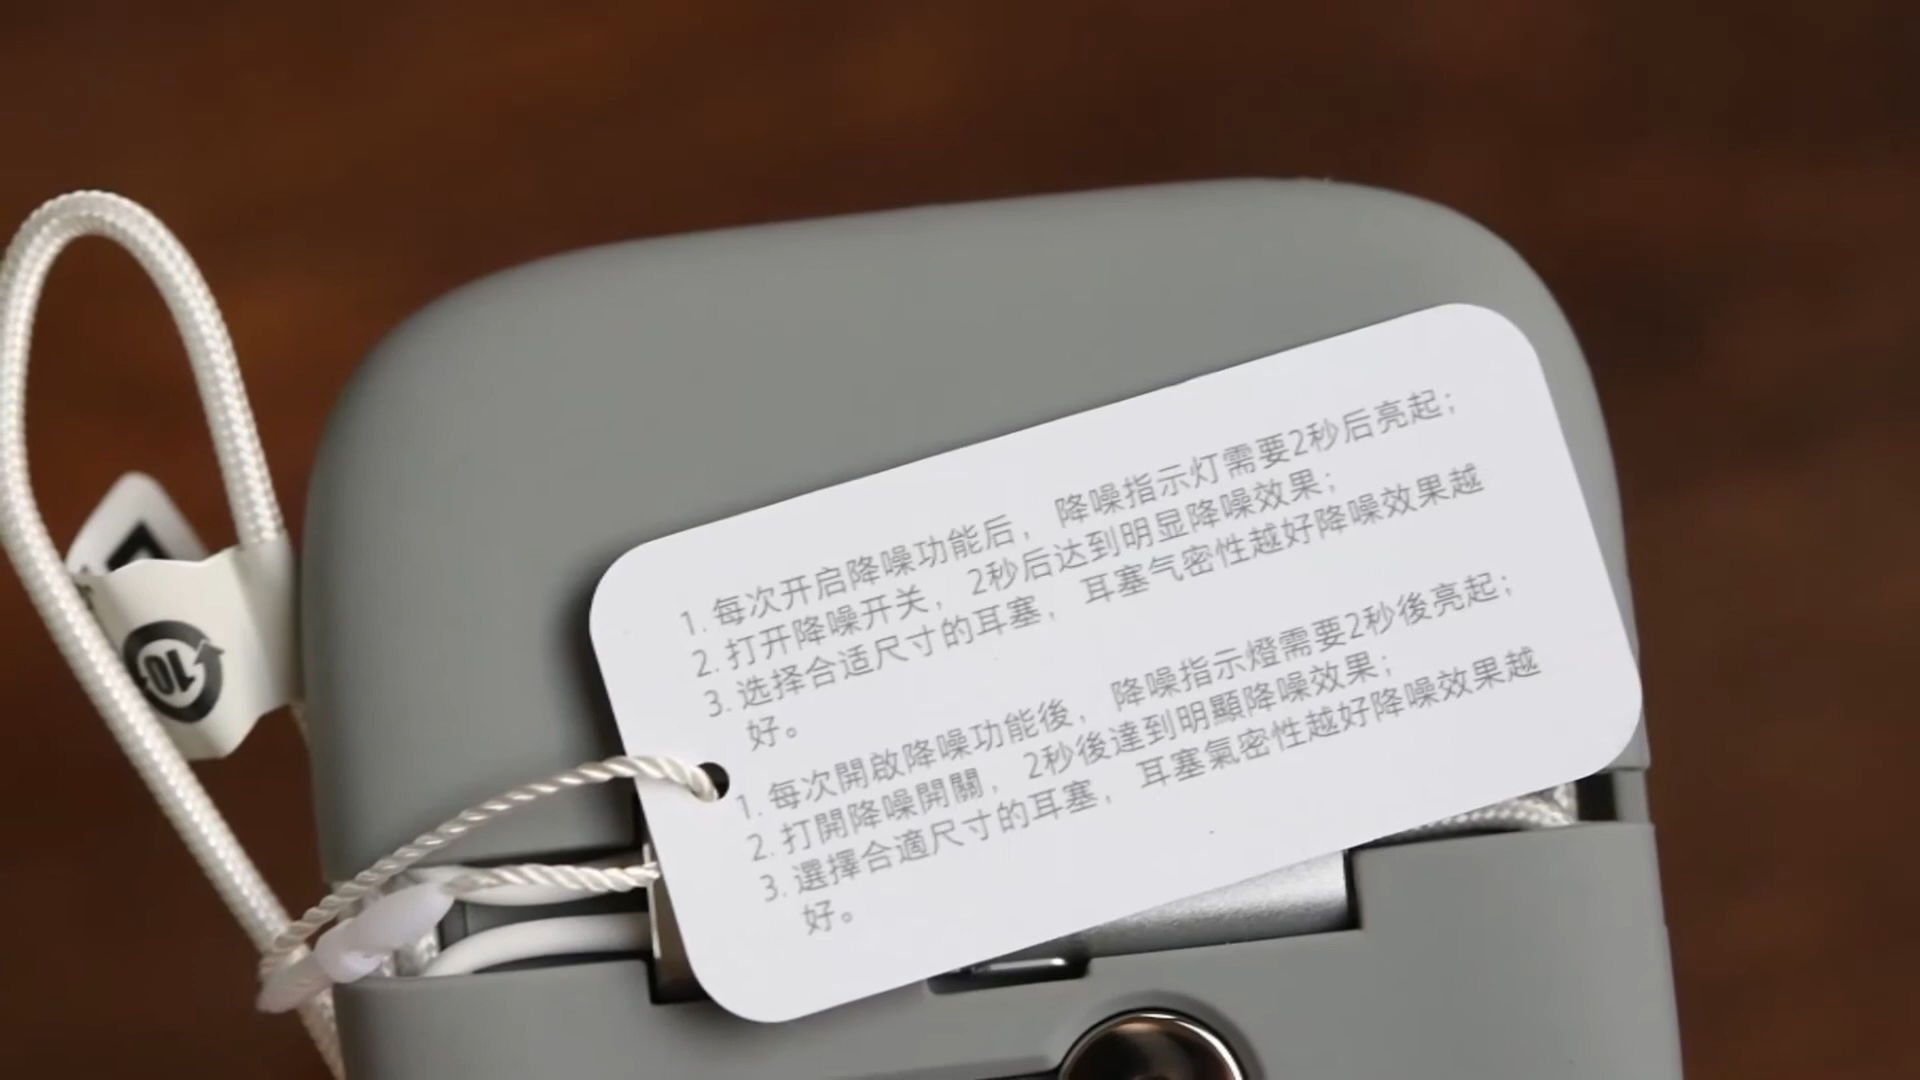 1. 每次开启降噪功能后，降噪指示灯需要2秒后亮起；
2. 打开降噪开关，2秒后达到明显降噪效果；
3. 选择合适尺寸的耳塞，耳塞气密性越好降噪效果越
好。
1. 每次開啟降噪功能後，降噪指示燈需要2秒後亮起；
2. 打開降噪開關，2秒後達到明顯降噪效果；
3. 選擇合適尺寸的耳塞，耳塞氣密性越好降噪效果越
好。
10